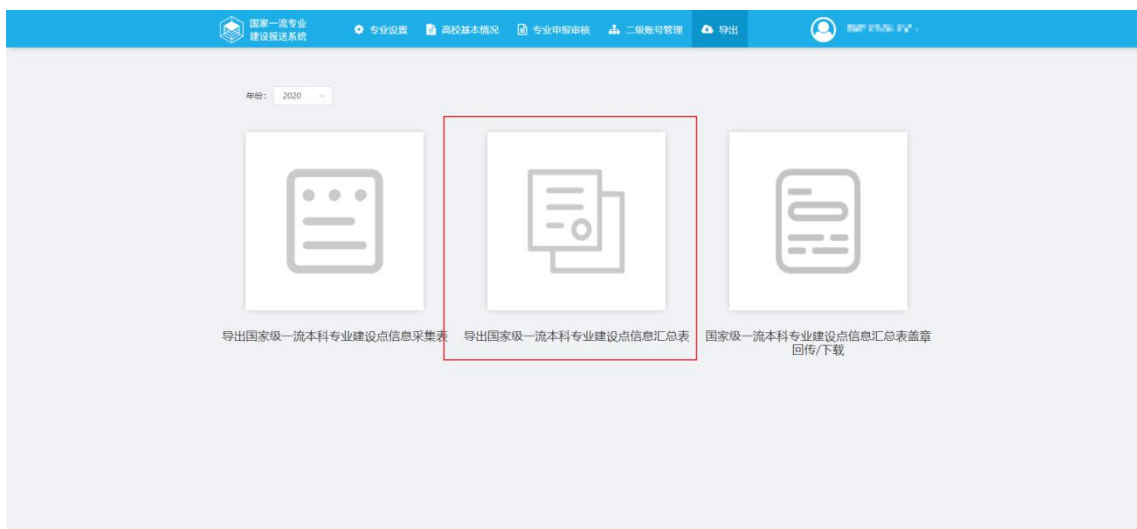 国家一流专业
建设报送系统
专业设置
高校基本情况
专业申报审核
二级账号管理
导出
年份: 2020
导出国家级一流本科专业建设点信息采集表
导出国家级一流本科专业建设点信息汇总表
国家级一流本科专业建设点信息汇总表盖章
回传/下载